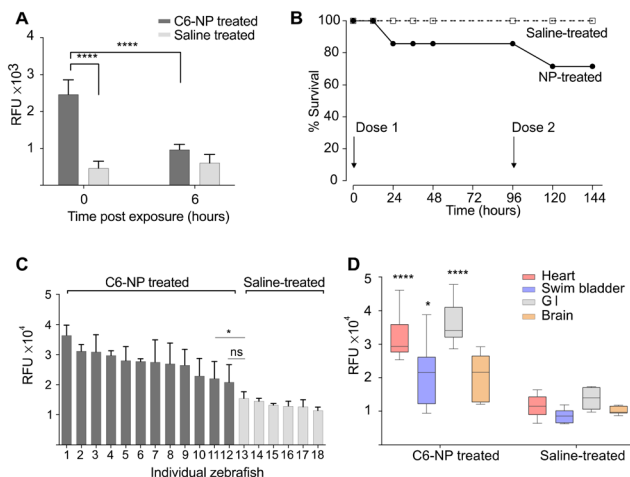 A
C6-NP treated
Saline treated
****
****
RFU ×10³
4
3
2
1
0
6
Time post exposure (hours)
B
% Survival
100
80
60
40
20
0
Saline-treated
NP-treated
Dose 1
Dose 2
0 24 48 72 96 120 144
Time (hours)
C
C6-NP treated
Saline-treated
*
ns
RFU ×10⁴
5
4
3
2
1
1 2 3 4 5 6 7 8 9 10 11 12 13 14 15 16 17 18
Individual zebrafish
D
****
*
****
Heart
Swim bladder
G I
Brain
RFU ×10⁴
5
4
3
2
1
C6-NP treated
Saline-treated